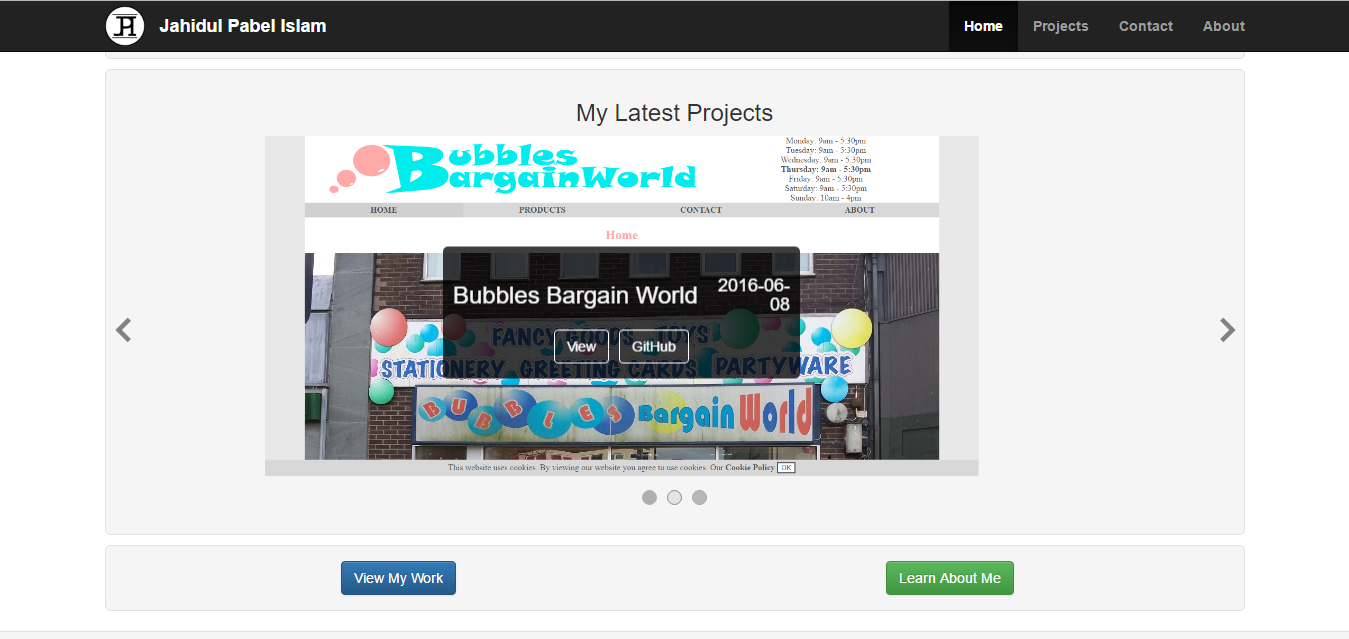 Jahidul Pabel Islam
Home
Projects
Contact
About
My Latest Projects
Bubbles
BargainWorld
Monday: 9am - 5:30pm
Tuesday: 9am - 5:30pm
Wednesday: 9am - 5:30pm
Thursday: 9am - 5:30pm
Friday: 9am - 5:30pm
Saturday: 9am - 5:30pm
Sunday: 10am - 4pm
HOME
PRODUCTS
CONTACT
ABOUT
Home
Bubbles Bargain World
2016-06-
08
FANCY GOODS TOYS
View
GitHub
STATIONERY GREETING CARDS PARTYWARE
BUBBLES Bargain World
This website uses cookies. By viewing our website you agree to use cookies. Our Cookie Policy OK
View My Work
Learn About Me